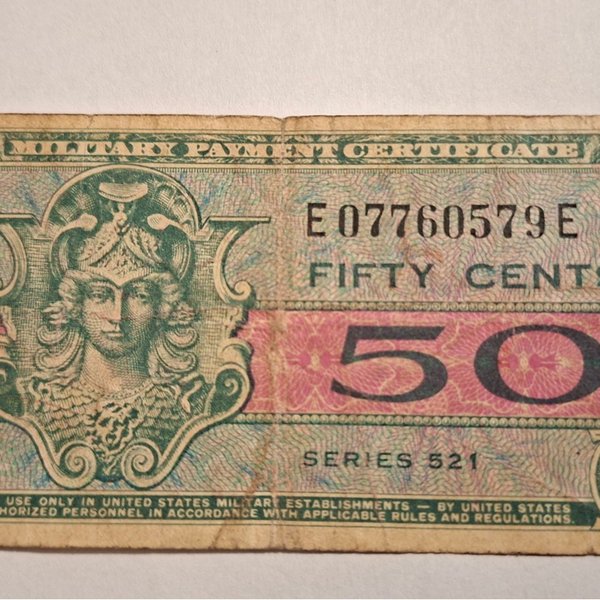 MILITARY PAYMENT CERTIFICATE
E07760579E
FIFTY CENTS
50
SERIES 521
USE ONLY IN UNITED STATES MILITARY ESTABLISHMENTS — BY UNITED STATES
HORIZED PERSONNEL IN ACCORDANCE WITH APPLICABLE RULES AND REGULATIONS.